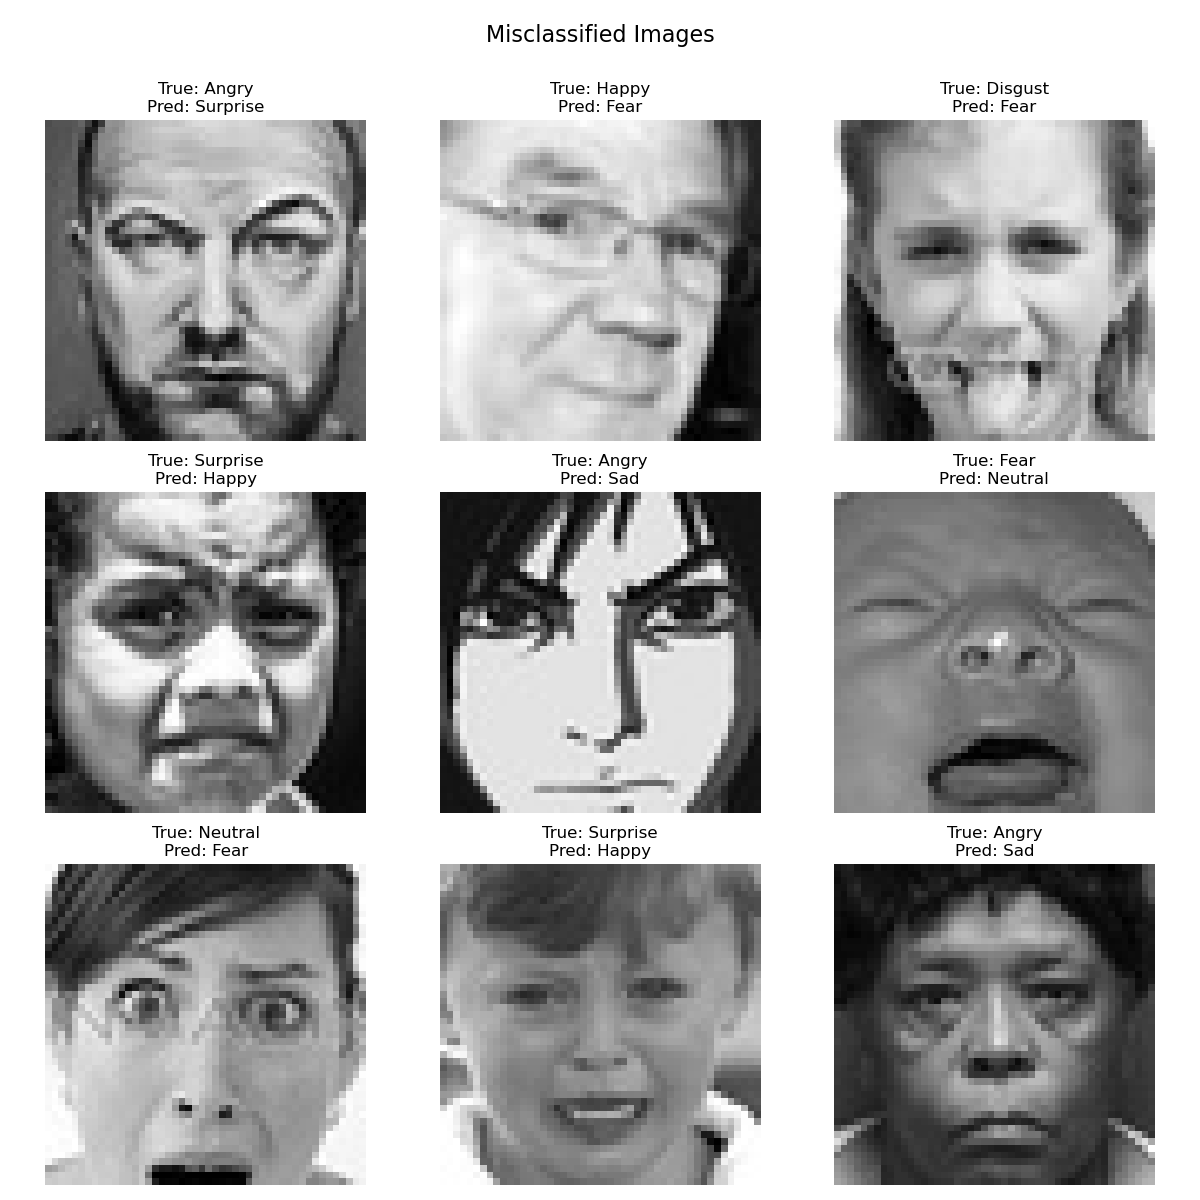 Misclassified Images
True: Angry
Pred: Surprise
True: Happy
Pred: Fear
True: Disgust
Pred: Fear
True: Surprise
Pred: Happy
True: Angry
Pred: Sad
True: Fear
Pred: Neutral
True: Neutral
Pred: Fear
True: Surprise
Pred: Happy
True: Angry
Pred: Sad